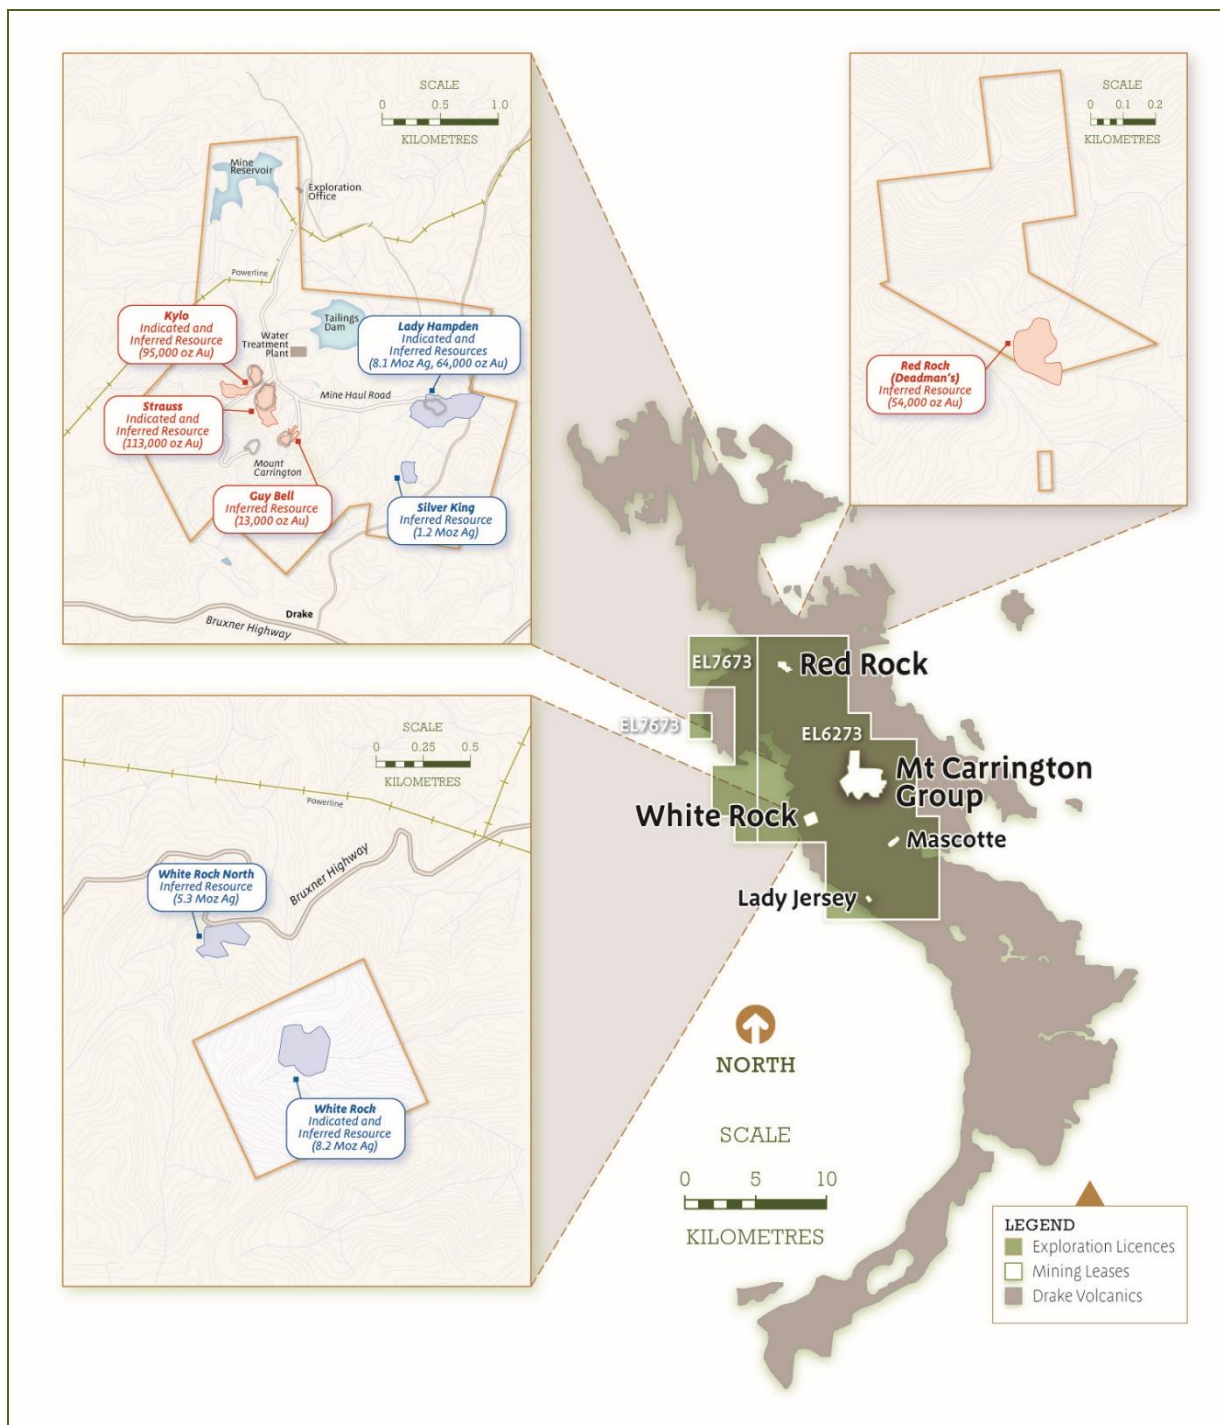 SCALE
0 0.5 1.0
KILOMETRES
Mine
Reservoir
Exploration
Office
Powerline
Kylo
Indicated and
Inferred Resource
(95,000 oz Au)
Tailings
Dam
Water
Treatment
Plant
Lady Hampden
Indicated and
Inferred Resources
(8.1 Moz Ag, 64,000 oz Au)
Mine Haul Road
Strauss
Indicated and
Inferred Resource
(113,000 oz Au)
Mount
Carrington
Guy Bell
Inferred Resource
(13,000 oz Au)
Silver King
Inferred Resource
(1.2 Moz Ag)
Drake
Bruxner Highway
SCALE
0 0.1 0.2
KILOMETRES
Red Rock
(Deadman's)
Inferred Resource
(54,000 oz Au)
SCALE
0 0.25 0.5
KILOMETRES
Powerline
Bruxner Highway
White Rock North
Inferred Resource
(5.3 Moz Ag)
White Rock
Indicated and
Inferred Resource
(8.2 Moz Ag)
EL7673
Red Rock
EL7673
EL6273
Mt Carrington
Group
White Rock
Mascotte
Lady Jersey
NORTH
SCALE
0 5 10
KILOMETRES
LEGEND
Exploration Licences
Mining Leases
Drake Volcanics